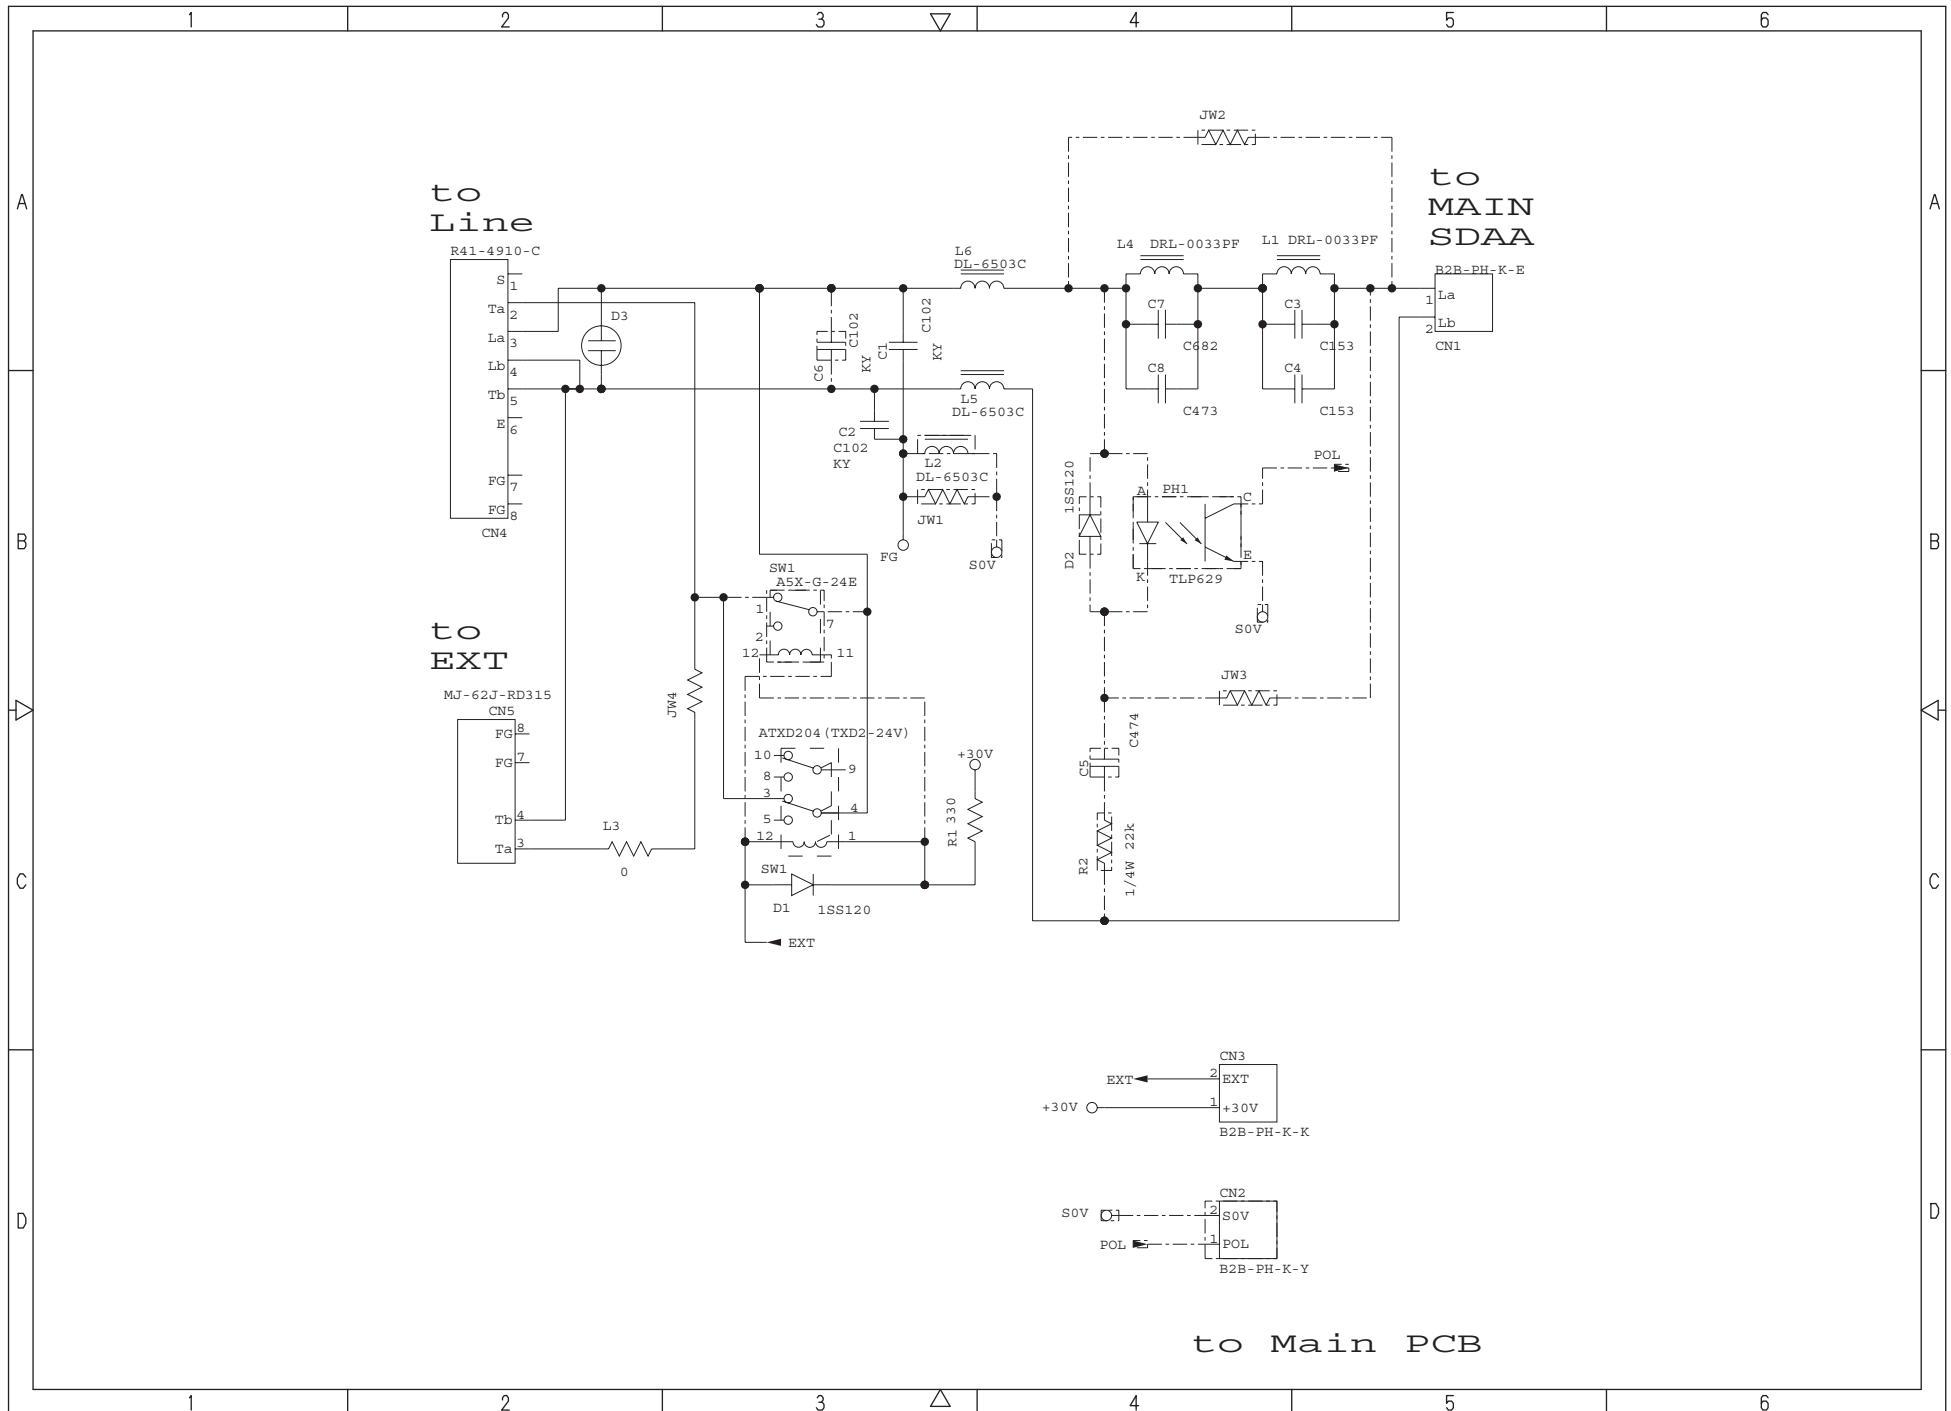 1 2 3 4 5 6
A A
B B
C C
D D
to
Line
R41-4910-C
S 1
Ta 2
La 3
Lb 4
Tb 5
E 6
FG 7
FG 8
CN4
D3
to
EXT
MJ-62J-RD315
CN5
FG 8
FG 7
Tb 4
Ta 3
L3
0
JW4
SW1
A5X-G-24E
1
2
7
12 11
ATXD204(TXD2-24V)
10 9
8
3 4
5
12 1
SW1
D1 1SS120
EXT
+30V
R1 330
C6 C102
KY
C1 C102
KY
C2
C102
KY
L6
DL-6503C
L5
DL-6503C
L2
DL-6503C
JW1
FG
S0V
JW2
L4 DRL-0033PF
C7
C682
C8
C473
L1 DRL-0033PF
C3
C153
C4
C153
to
MAIN
SDAA
B2B-PH-K-E
1 La
2 Lb
CN1
1SS120
D2
A PH1 C
K TLP629 E
POL
S0V
JW3
C5 C474
R2 1/4W 22k
CN3
EXT 2 EXT
+30V 1 +30V
B2B-PH-K-K
CN2
S0V 2 S0V
POL 1 POL
B2B-PH-K-Y
to Main PCB
1 2 3 4 5 6